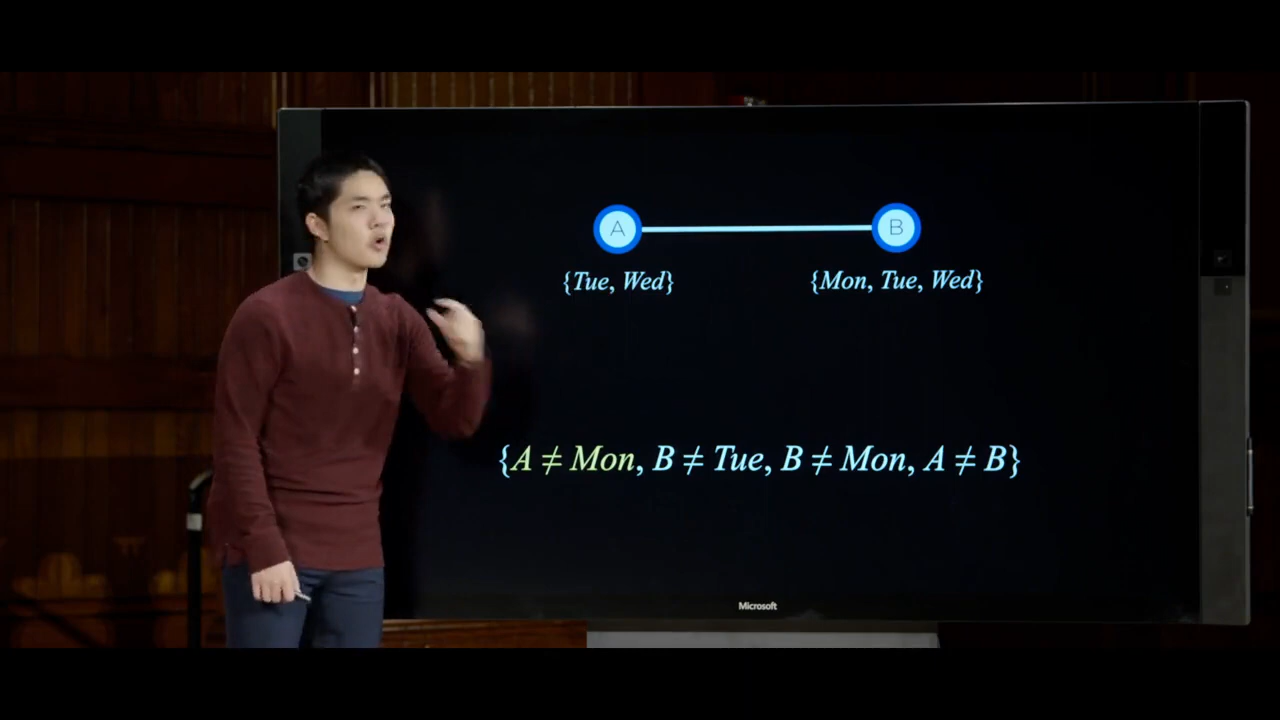 A B
{Tue, Wed} {Mon, Tue, Wed}
{A ≠ Mon, B ≠ Tue, B ≠ Mon, A ≠ B}
Microsoft